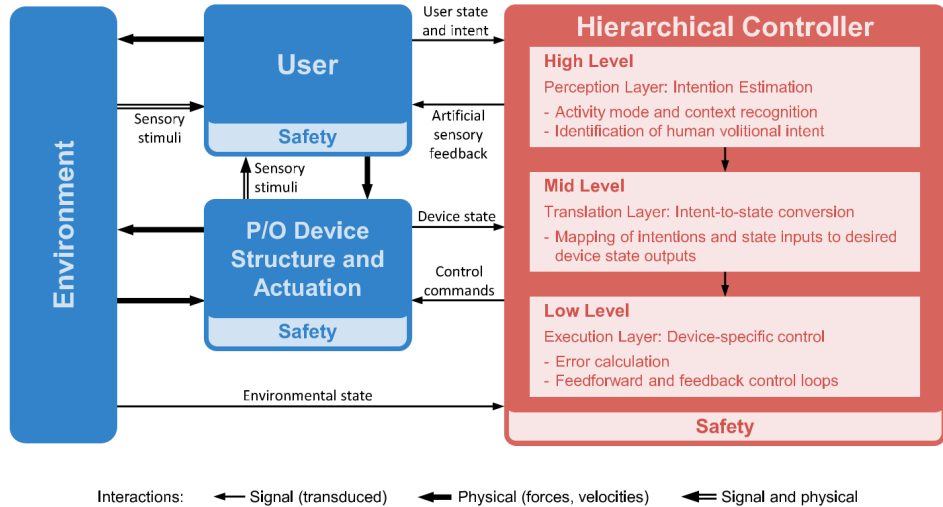 Environment
User
Safety
User state
and intent
Sensory
stimuli
Artificial
sensory
feedback
Sensory
stimuli
P/O Device
Structure and
Actuation
Safety
Device state
Control
commands
Environmental state
Hierarchical Controller
High Level
Perception Layer: Intention Estimation
- Activity mode and context recognition
- Identification of human volitional intent
Mid Level
Translation Layer: Intent-to-state conversion
- Mapping of intentions and state inputs to desired
device state outputs
Low Level
Execution Layer: Device-specific control
- Error calculation
- Feedforward and feedback control loops
Safety
Interactions:
Signal (transduced)
Physical (forces, velocities)
Signal and physical